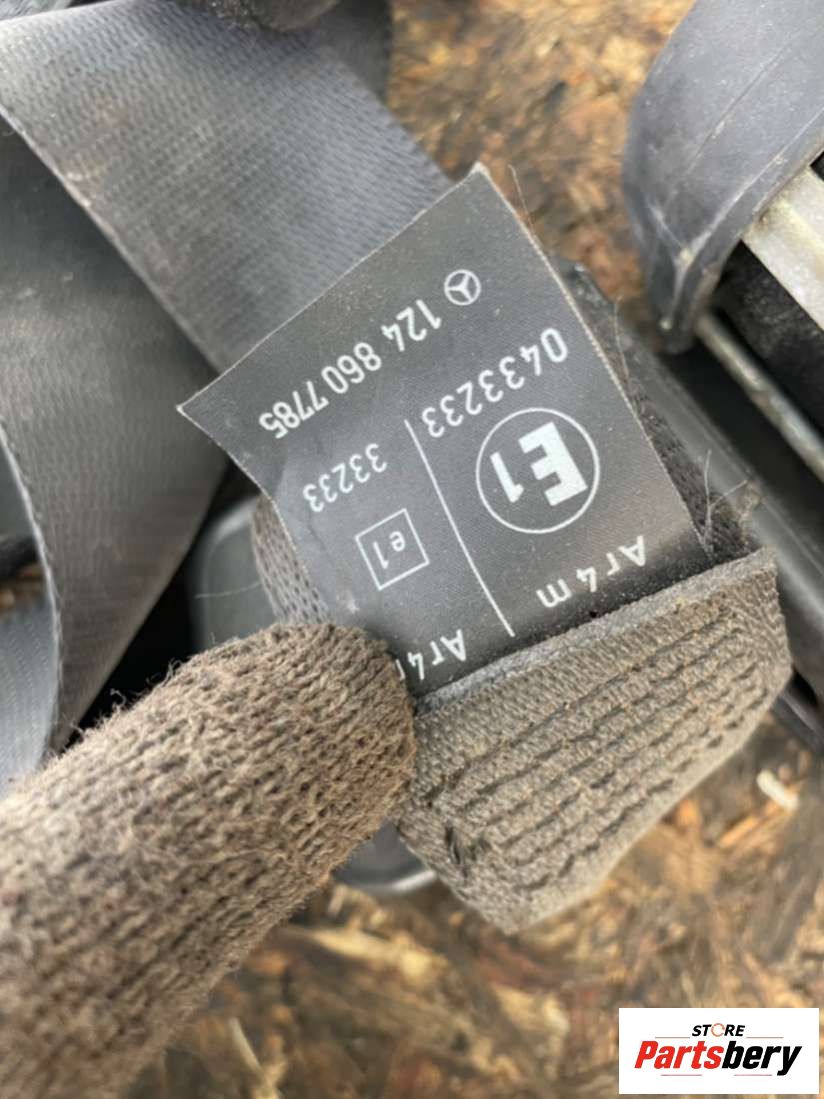 124 860 7785
0433233
33233
E1
e1
Ar4m
Ar4
STORE
Partsbery